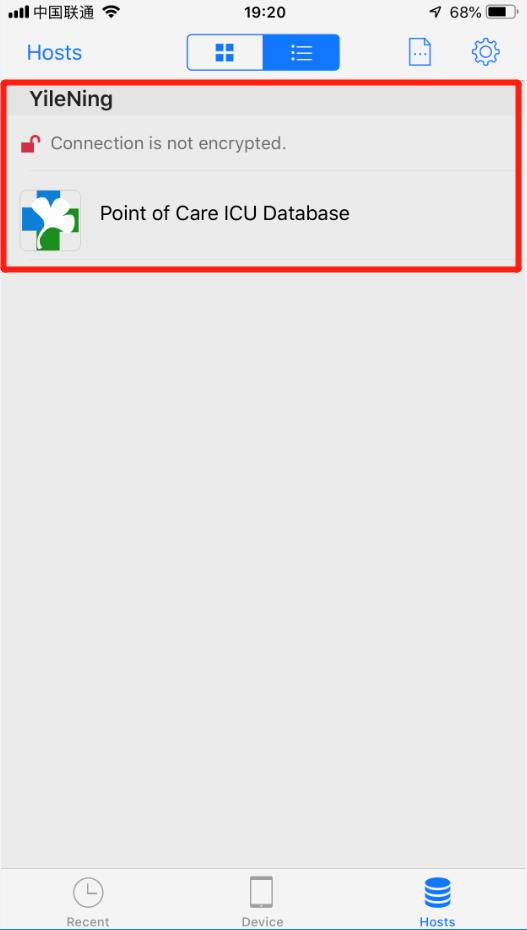 中国联通 19:20 68%
Hosts
YileNing
Connection is not encrypted.
Point of Care ICU Database
Recent Device Hosts